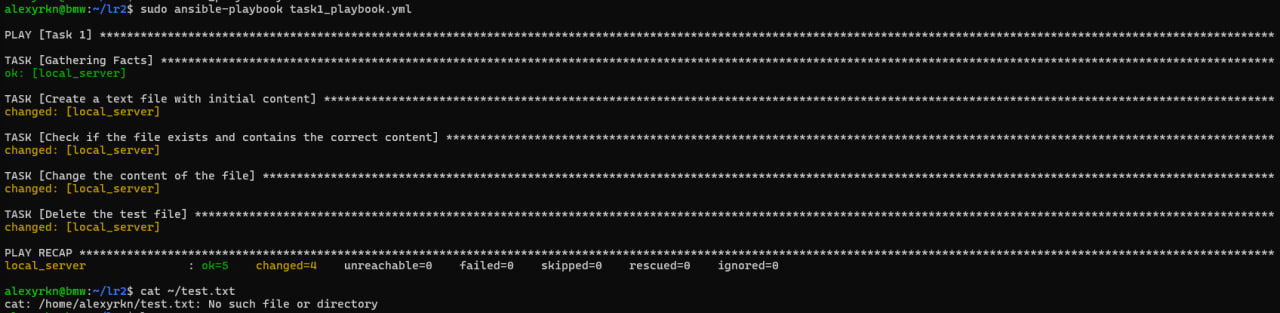 alexyrkn@bmw:~/lr2$ sudo ansible-playbook task1_playbook.yml
PLAY [Task 1] ******************************************************************************************************************************************************************************
TASK [Gathering Facts] *********************************************************************************************************************************************************************
ok: [local_server]
TASK [Create a text file with initial content] *********************************************************************************************************************************************
changed: [local_server]
TASK [Check if the file exists and contains the correct content] ***************************************************************************************************************************
changed: [local_server]
TASK [Change the content of the file] ******************************************************************************************************************************************************
changed: [local_server]
TASK [Delete the test file] ****************************************************************************************************************************************************************
changed: [local_server]
PLAY RECAP *********************************************************************************************************************************************************************************
local_server               : ok=5    changed=4    unreachable=0    failed=0    skipped=0    rescued=0    ignored=0
alexyrkn@bmw:~/lr2$ cat ~/test.txt
cat: /home/alexyrkn/test.txt: No such file or directory